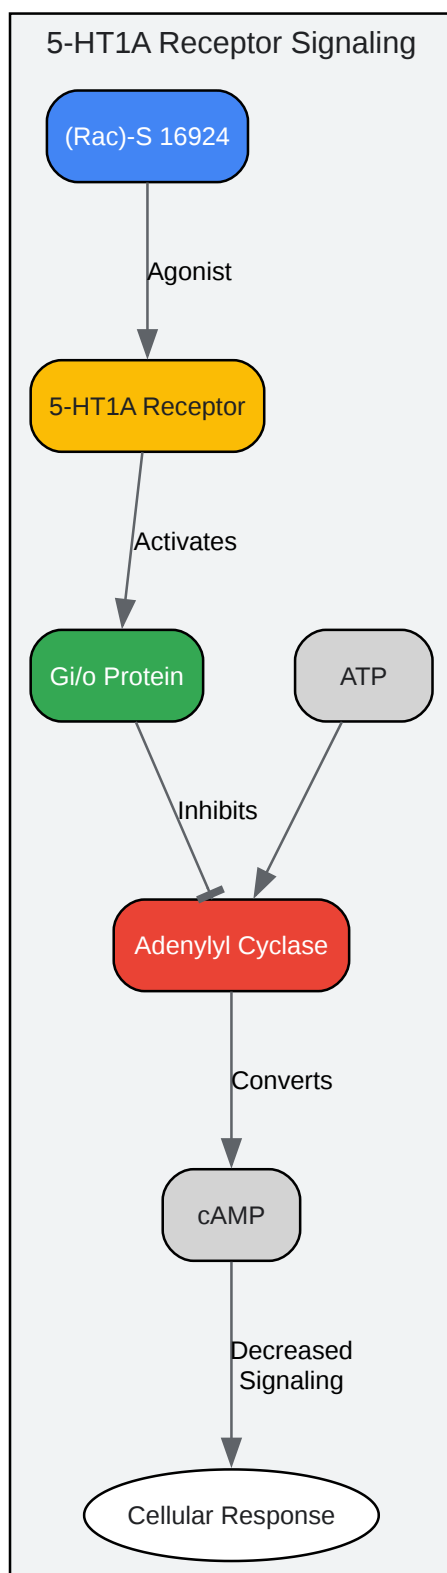 5-HT1A Receptor Signaling
(Rac)-S 16924
Agonist
5-HT1A Receptor
Activates
Gi/o Protein
ATP
Inhibits
Adenylyl Cyclase
Converts
cAMP
Decreased
Signaling
Cellular Response